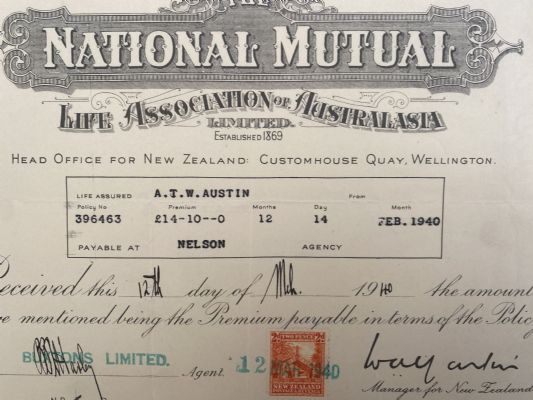 THE
NATIONAL MUTUAL
LIFE ASSOCIATION OF AUSTRALASIA
LIMITED.
ESTABLISHED 1869
HEAD OFFICE FOR NEW ZEALAND: CUSTOMHOUSE QUAY, WELLINGTON.
LIFE ASSURED A.T.W.AUSTIN From
Policy No Premium Months Day Month
396463 £14-10--0 12 14 FEB. 1940
PAYABLE AT NELSON AGENCY
Received this 12th day of Mch. 1940 the amount
mentioned being the Premium payable in terms of the Policy
TWO PENCE
BUXTONS LIMITED. Agent 12 MAR 1940
Manager for New Zealand